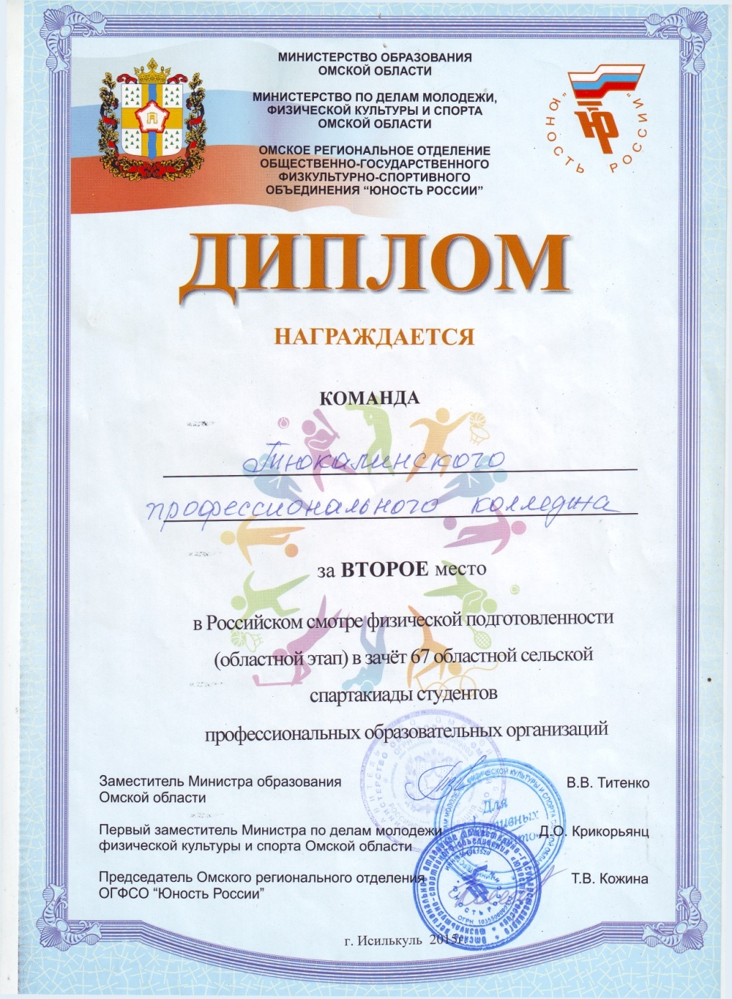 МИНИСТЕРСТВО ОБРАЗОВАНИЯ
ОМСКОЙ ОБЛАСТИ
МИНИСТЕРСТВО ПО ДЕЛАМ МОЛОДЕЖИ,
ФИЗИЧЕСКОЙ КУЛЬТУРЫ И СПОРТА
ОМСКОЙ ОБЛАСТИ
ОМСКОЕ РЕГИОНАЛЬНОЕ ОТДЕЛЕНИЕ
ОБЩЕСТВЕННО-ГОСУДАРСТВЕННОГО
ФИЗКУЛЬТУРНО-СПОРТИВНОГО
ОБЪЕДИНЕНИЯ “ЮНОСТЬ РОССИИ”
“ЮНОСТЬ РОССИИ”
ДИПЛОМ
НАГРАЖДАЕТСЯ
КОМАНДА
Тюкалинского
профессионального колледжа
за ВТОРОЕ место
в Российском смотре физической подготовленности
(областной этап) в зачёт 67 областной сельской
спартакиады студентов
профессиональных образовательных организаций
Заместитель Министра образования
Омской области
В.В. Титенко
Первый заместитель Министра по делам молодежи
физической культуры и спорта Омской области
Д.О. Крикорьянц
Председатель Омского регионального отделения
ОГФСО “Юность России”
Т.В. Кожина
Для
г. Исилькуль 2015г